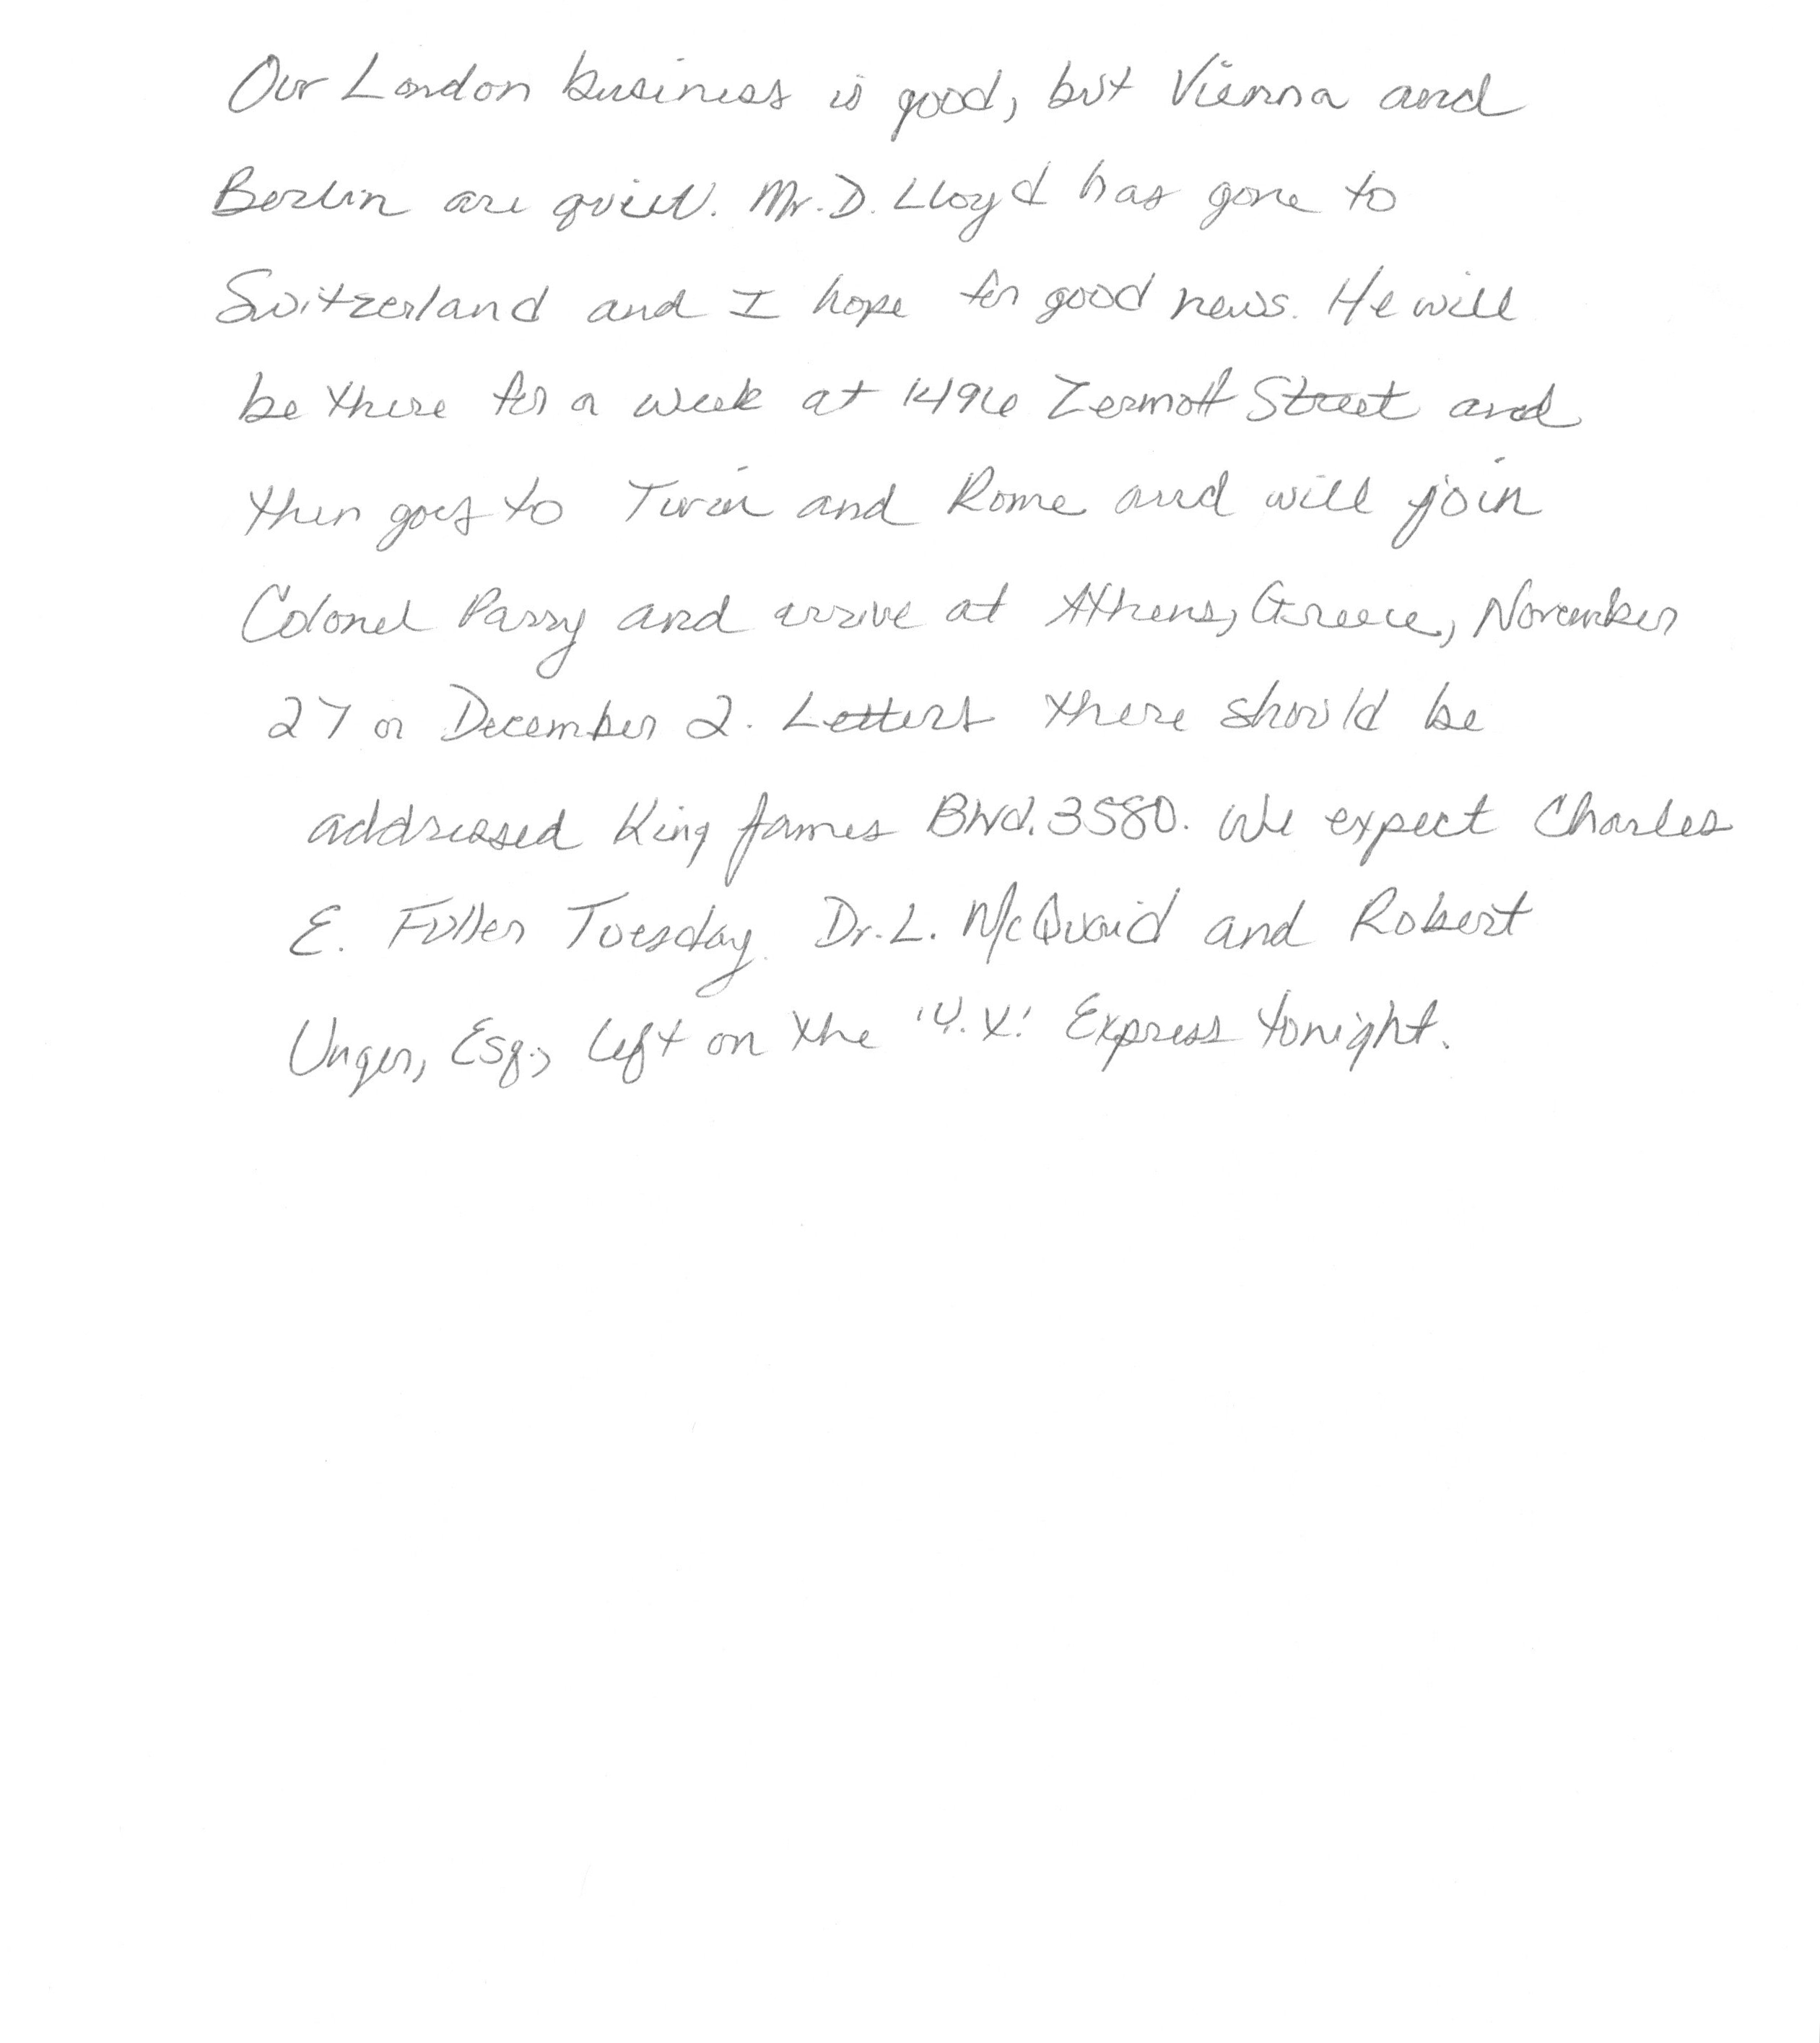 Our London business is good, but Vienna and
Berlin are quiet. Mr. D. Lloyd has gone to
Switzerland and I hope for good news. He will
be there for a week at 1496 Zermott Street and
then goes to Turin and Rome and will join
Colonel Parry and arrive at Athens, Greece, November
27 or December 2. Letters there should be
addressed King James Blvd. 3580. We expect Charles
E. Fuller Tuesday. Dr. L. McQuaid and Robert
Unger, Esq., left on the 'Y.X.' Express tonight.